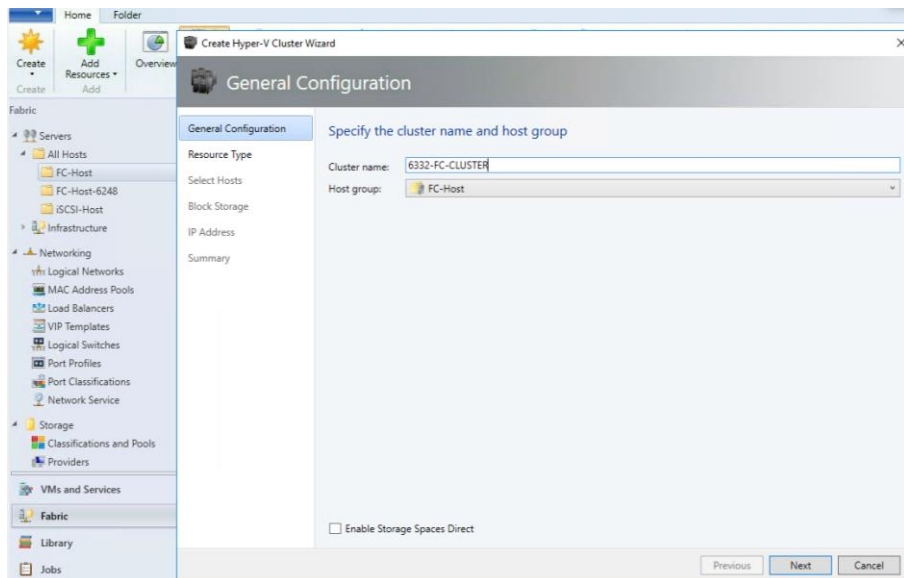 Home Folder
Create
Add Resources
Overview
Create
Add
Fabric
Servers
All Hosts
FC-Host
FC-Host-6248
iSCSI-Host
Infrastructure
Networking
Logical Networks
MAC Address Pools
Load Balancers
VIP Templates
Logical Switches
Port Profiles
Port Classifications
Network Service
Storage
Classifications and Pools
Providers
VMs and Services
Fabric
Library
Jobs
Create Hyper-V Cluster Wizard
General Configuration
General Configuration
Resource Type
Select Hosts
Block Storage
IP Address
Summary
Specify the cluster name and host group
Cluster name: 6332-FC-CLUSTER
Host group: FC-Host
Enable Storage Spaces Direct
Previous Next Cancel